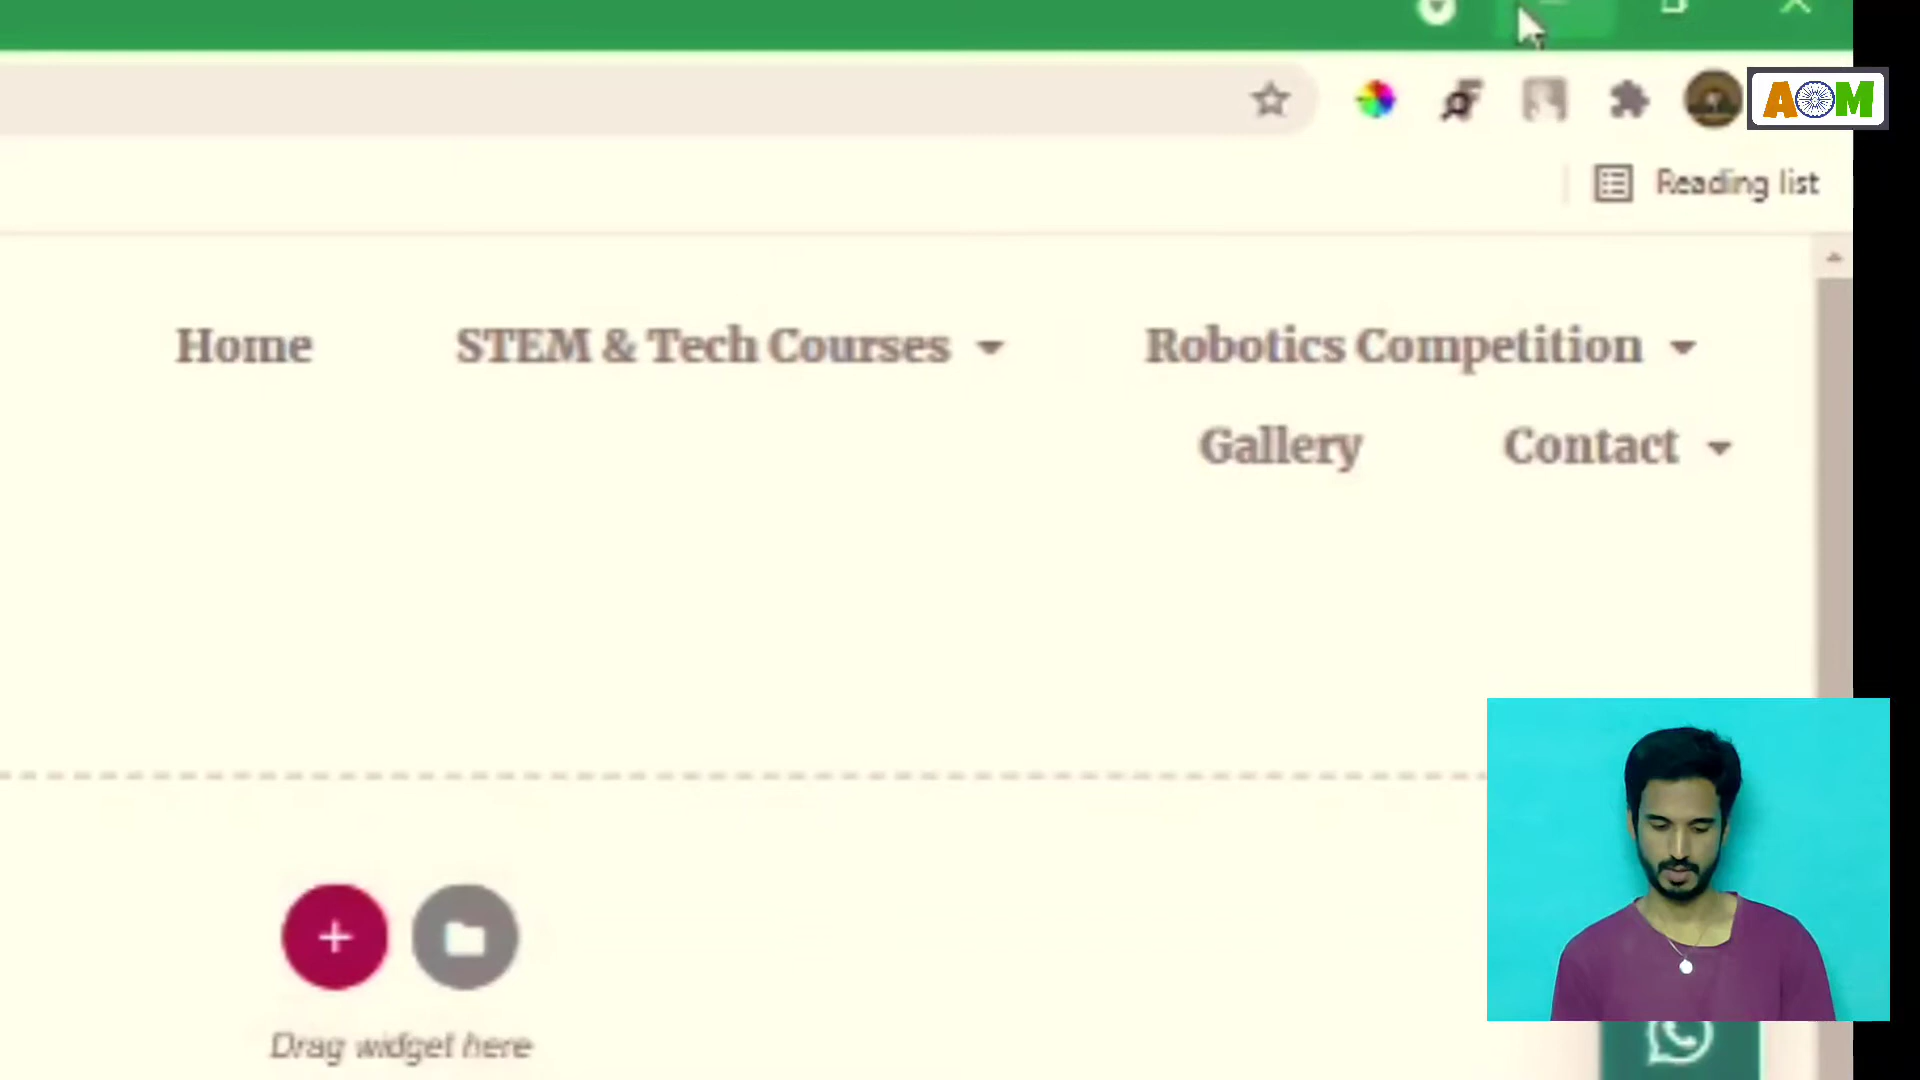 AOM
Reading list
Home STEM & Tech Courses Robotics Competition
Gallery Contact
Drag widget here